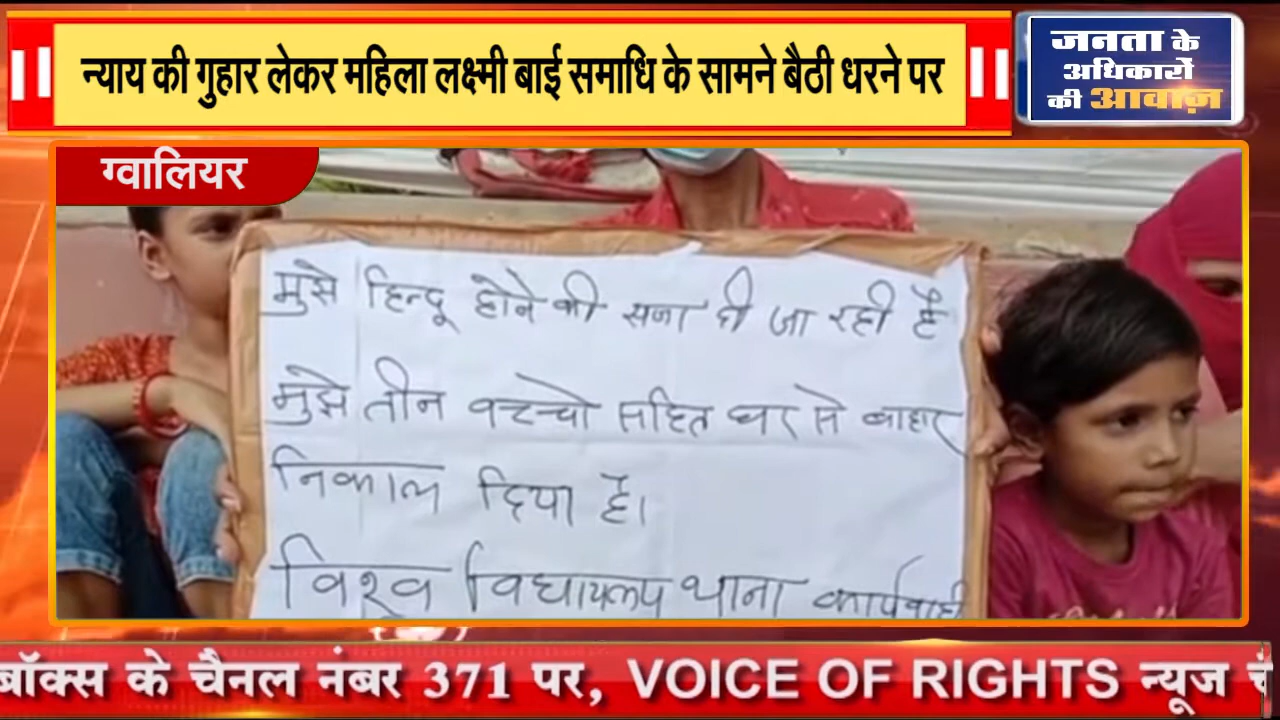 न्याय की गुहार लेकर महिला लक्ष्मी बाई समाधि के सामने बैठी धरने पर
जनता के
अधिकारों
की आवाज़
ग्वालियर
मुझे हिन्दू होने की सजा दी जा रही है
मुझे तीन बच्चो सहित घर से बाहर
निकाल दिया है।
विश्व विद्यालय थाना कार्यवाही
बॉक्स के चैनल नंबर 371 पर, VOICE OF RIGHTS न्यूज